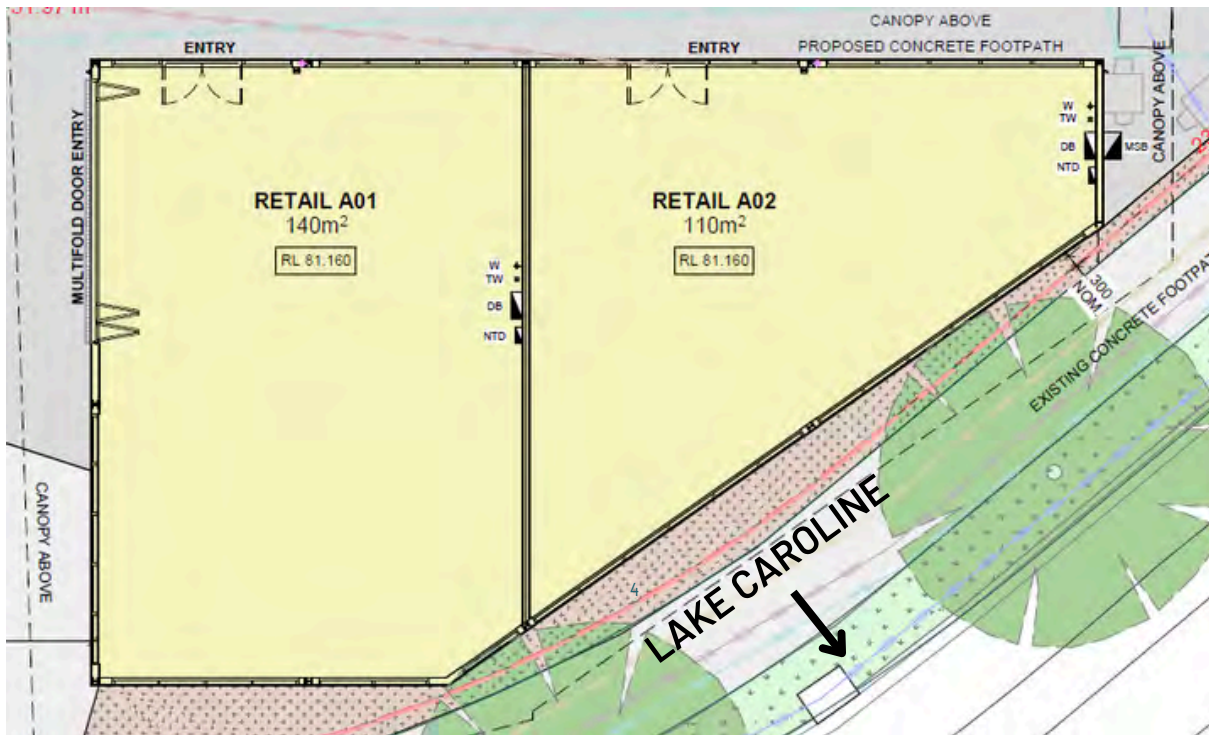 CANOPY ABOVE
ENTRY
ENTRY
PROPOSED CONCRETE FOOTPATH
CANOPY ABOVE
MULTIFOLD DOOR ENTRY
W
TW
DB
MSB
NTD
RETAIL A01
140m²
RL 81.160
RETAIL A02
110m²
RL 81.160
W
TW
DB
NTD
300
NOM.
EXISTING CONCRETE FOOTPAT
CANOPY ABOVE
4
LAKE CAROLINE